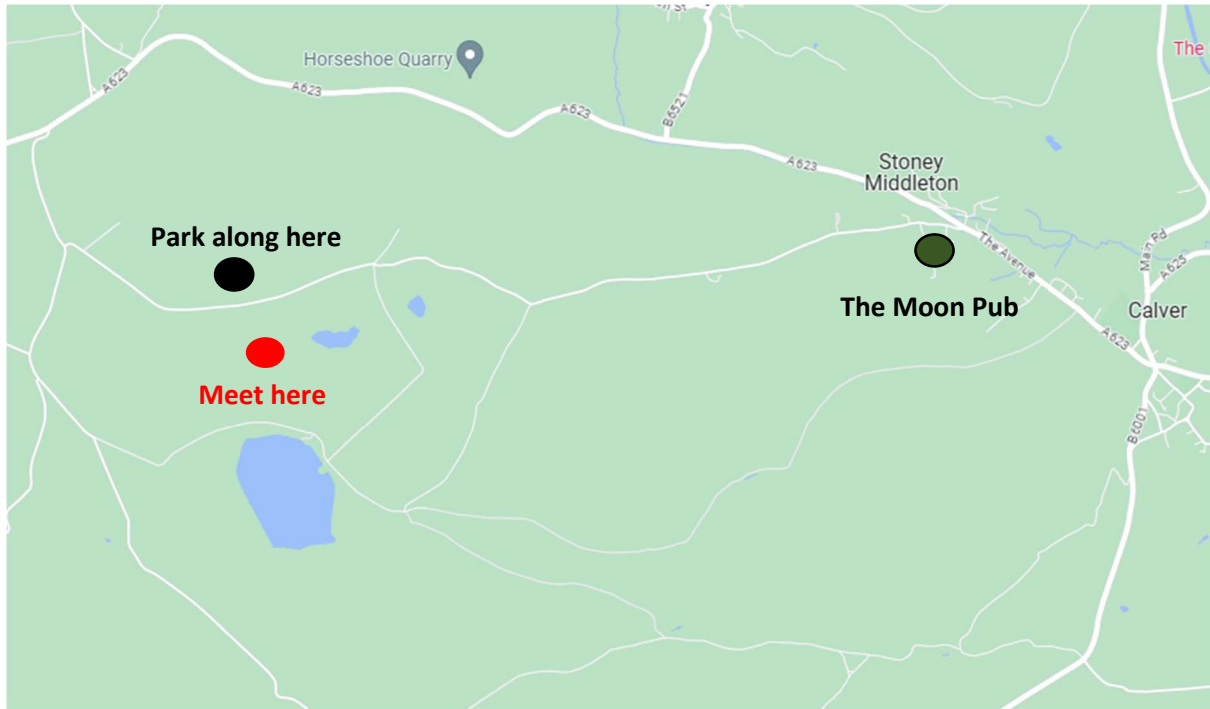 Horseshoe Quarry
A623
A623
A623
B6521
A623
Stoney
Middleton
The
Park along here
The Moon Pub
The Avenue
Main Rd
A625
Calver
A623
Meet here
B6001